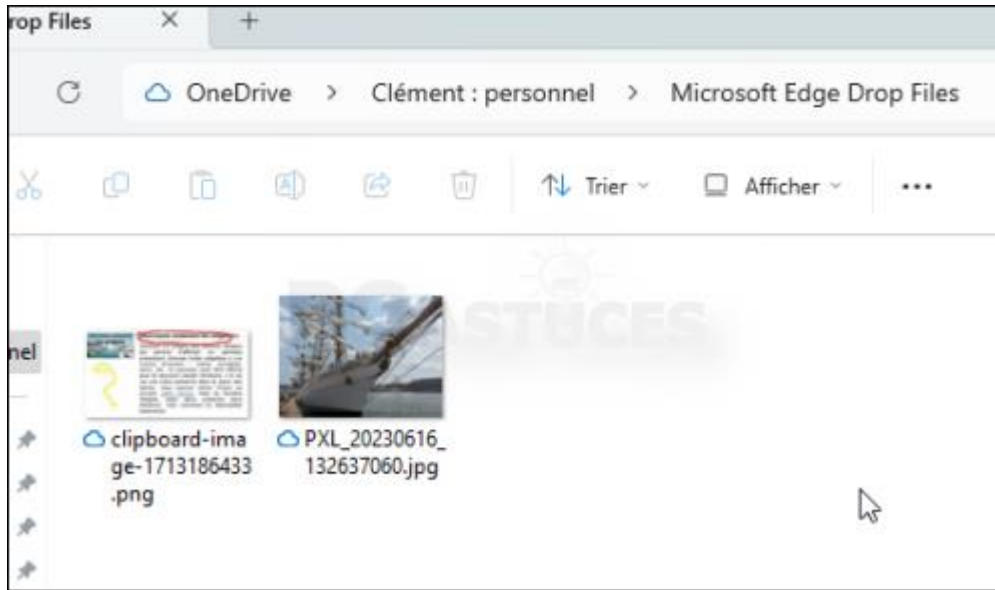 rop Files
OneDrive > Clément : personnel > Microsoft Edge Drop Files
Trier
Afficher
ASTUCES
nel
clipboard-ima
ge-1713186433
.png
PXL_20230616_
132637060.jpg